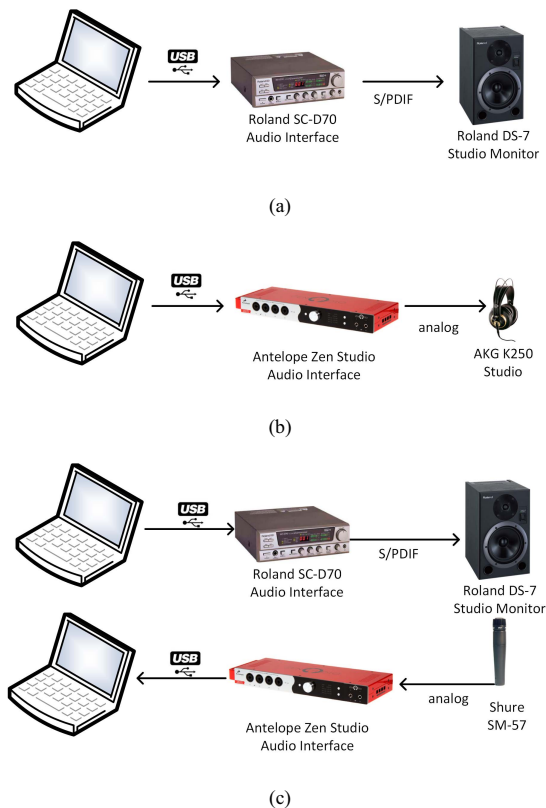 USB
Roland SC-D70
Audio Interface
S/PDIF
Roland DS-7
Studio Monitor
(a)
USB
Antelope Zen Studio
Audio Interface
analog
AKG K250
Studio
(b)
USB
Roland SC-D70
Audio Interface
S/PDIF
Roland DS-7
Studio Monitor
USB
Antelope Zen Studio
Audio Interface
analog
Shure
SM-57
(c)